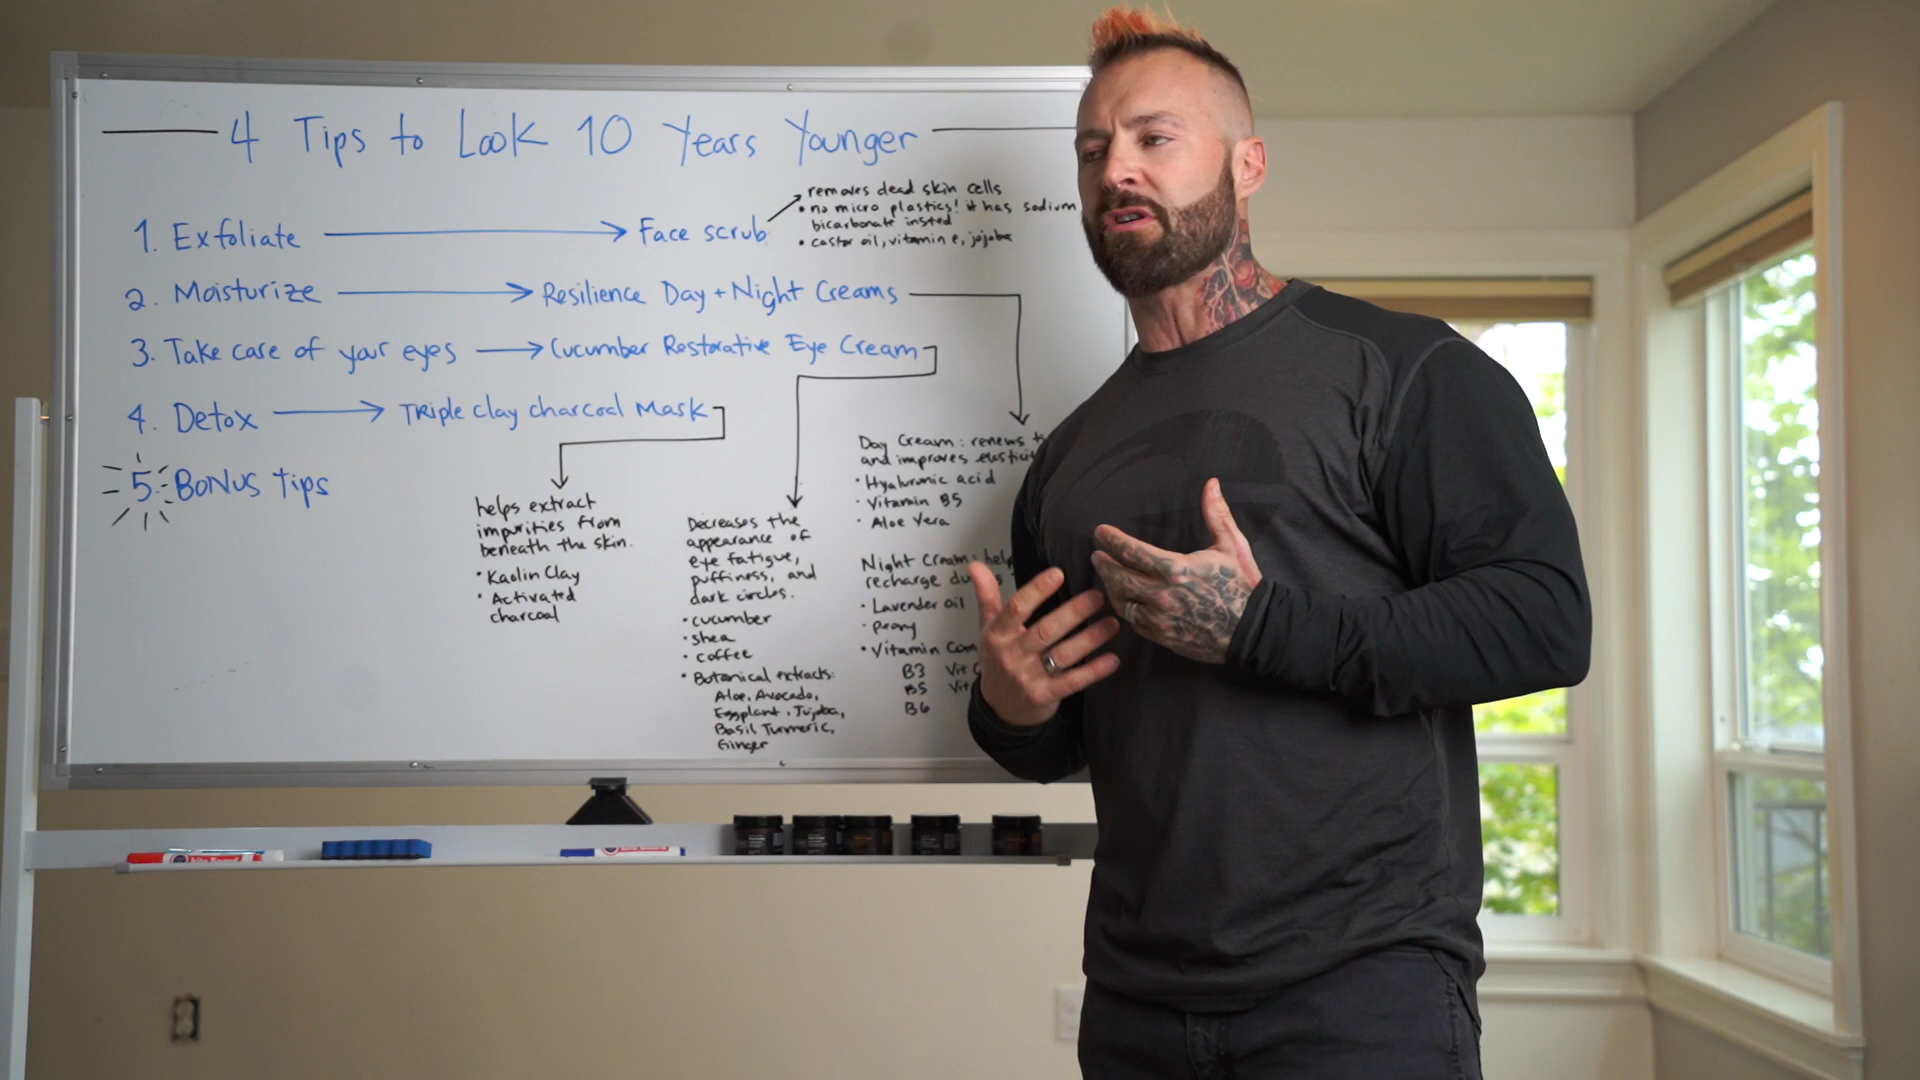 4 Tips to Look 10 Years Younger
1. Exfoliate
Face scrub
removes dead skin cells
• no micro plastics! it has sodium
bicarbonate insted
• castor oil, vitamin e, jojoba
2. Moisturize
Resilience Day + Night Creams
3. Take care of your eyes
Cucumber Restorative Eye Cream
4. Detox
Triple clay charcoal Mask
5. Bonus tips
helps extract
impurities from
beneath the skin.
• Kaolin Clay
• Activated
charcoal
Decreases the
appearance of
eye fatigue,
puffiness, and
dark circles.
• cucumber
• shea
• coffee
• Botanical extracts:
Aloe, Avocado,
Eggplant, Jujoba,
Basil Turmeric,
Ginger
Day Cream: renews
and improves
• Hyaluronic acid
• Vitamin B5
• Aloe Vera
Night Cream:
recharge
• Lavender oil
• Peony
• Vitamin
B3 Vit
B5
B6